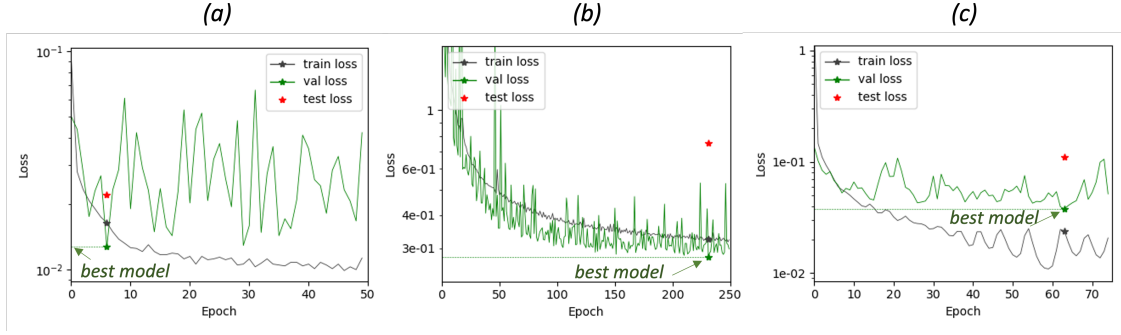 (a)
(b)
(c)
10⁻¹
10⁻²
Loss
train loss
val loss
test loss
best model
0
10
20
30
40
50
Epoch
1
6e-01
4e-01
3e-01
Loss
train loss
val loss
test loss
best model
0
50
100
150
200
250
Epoch
1
1e-01
1e-02
Loss
train loss
val loss
test loss
best model
0
10
20
30
40
50
60
70
Epoch